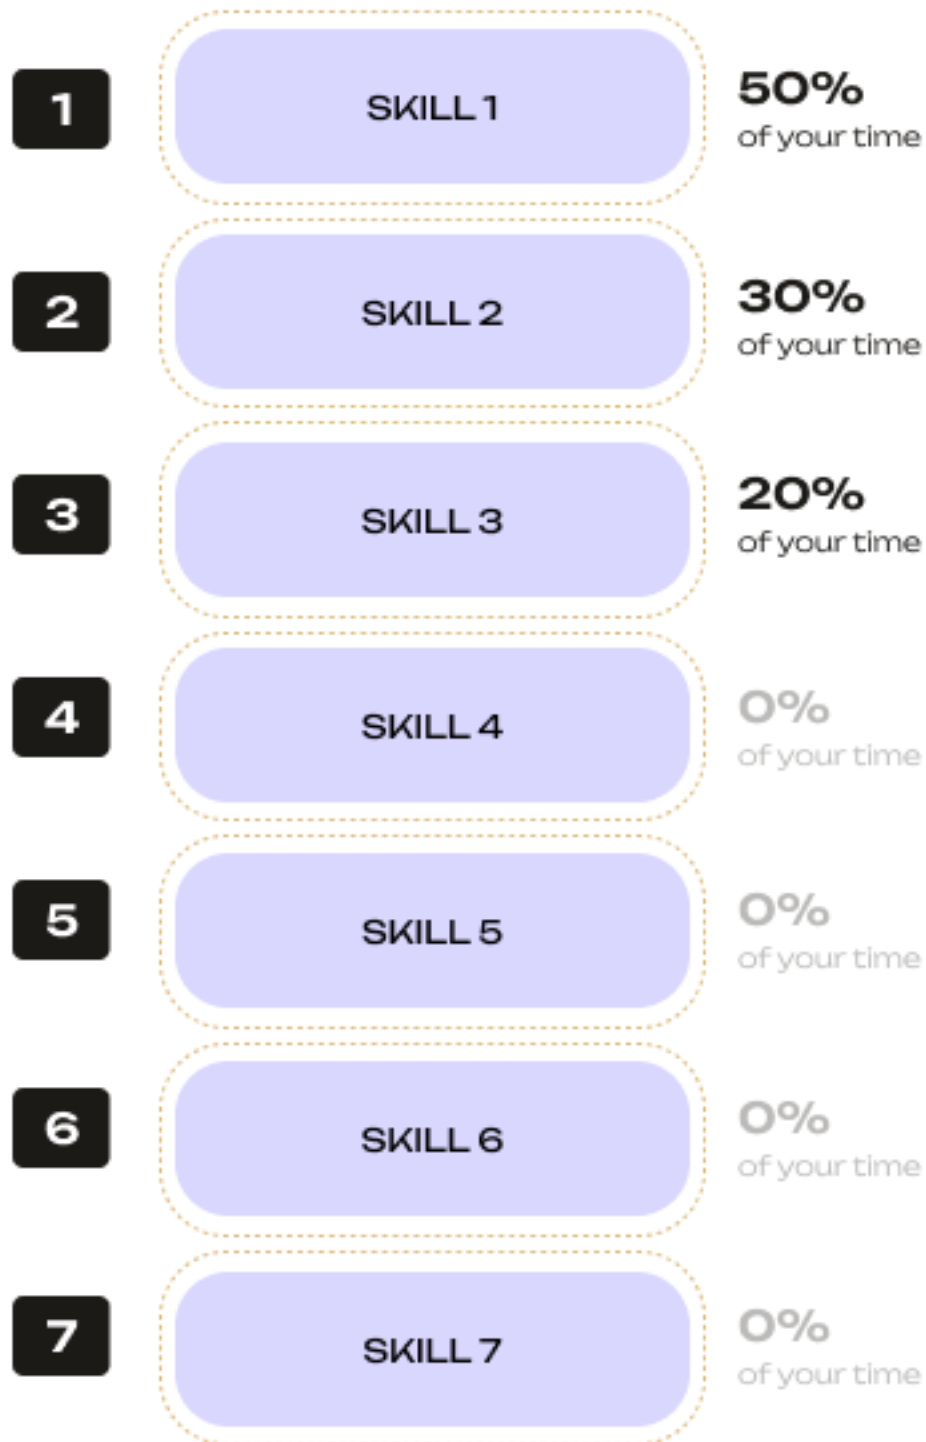 1
SKILL 1
50%
of your time
2
SKILL 2
30%
of your time
3
SKILL 3
20%
of your time
4
SKILL 4
0%
of your time
5
SKILL 5
0%
of your time
6
SKILL 6
0%
of your time
7
SKILL 7
0%
of your time